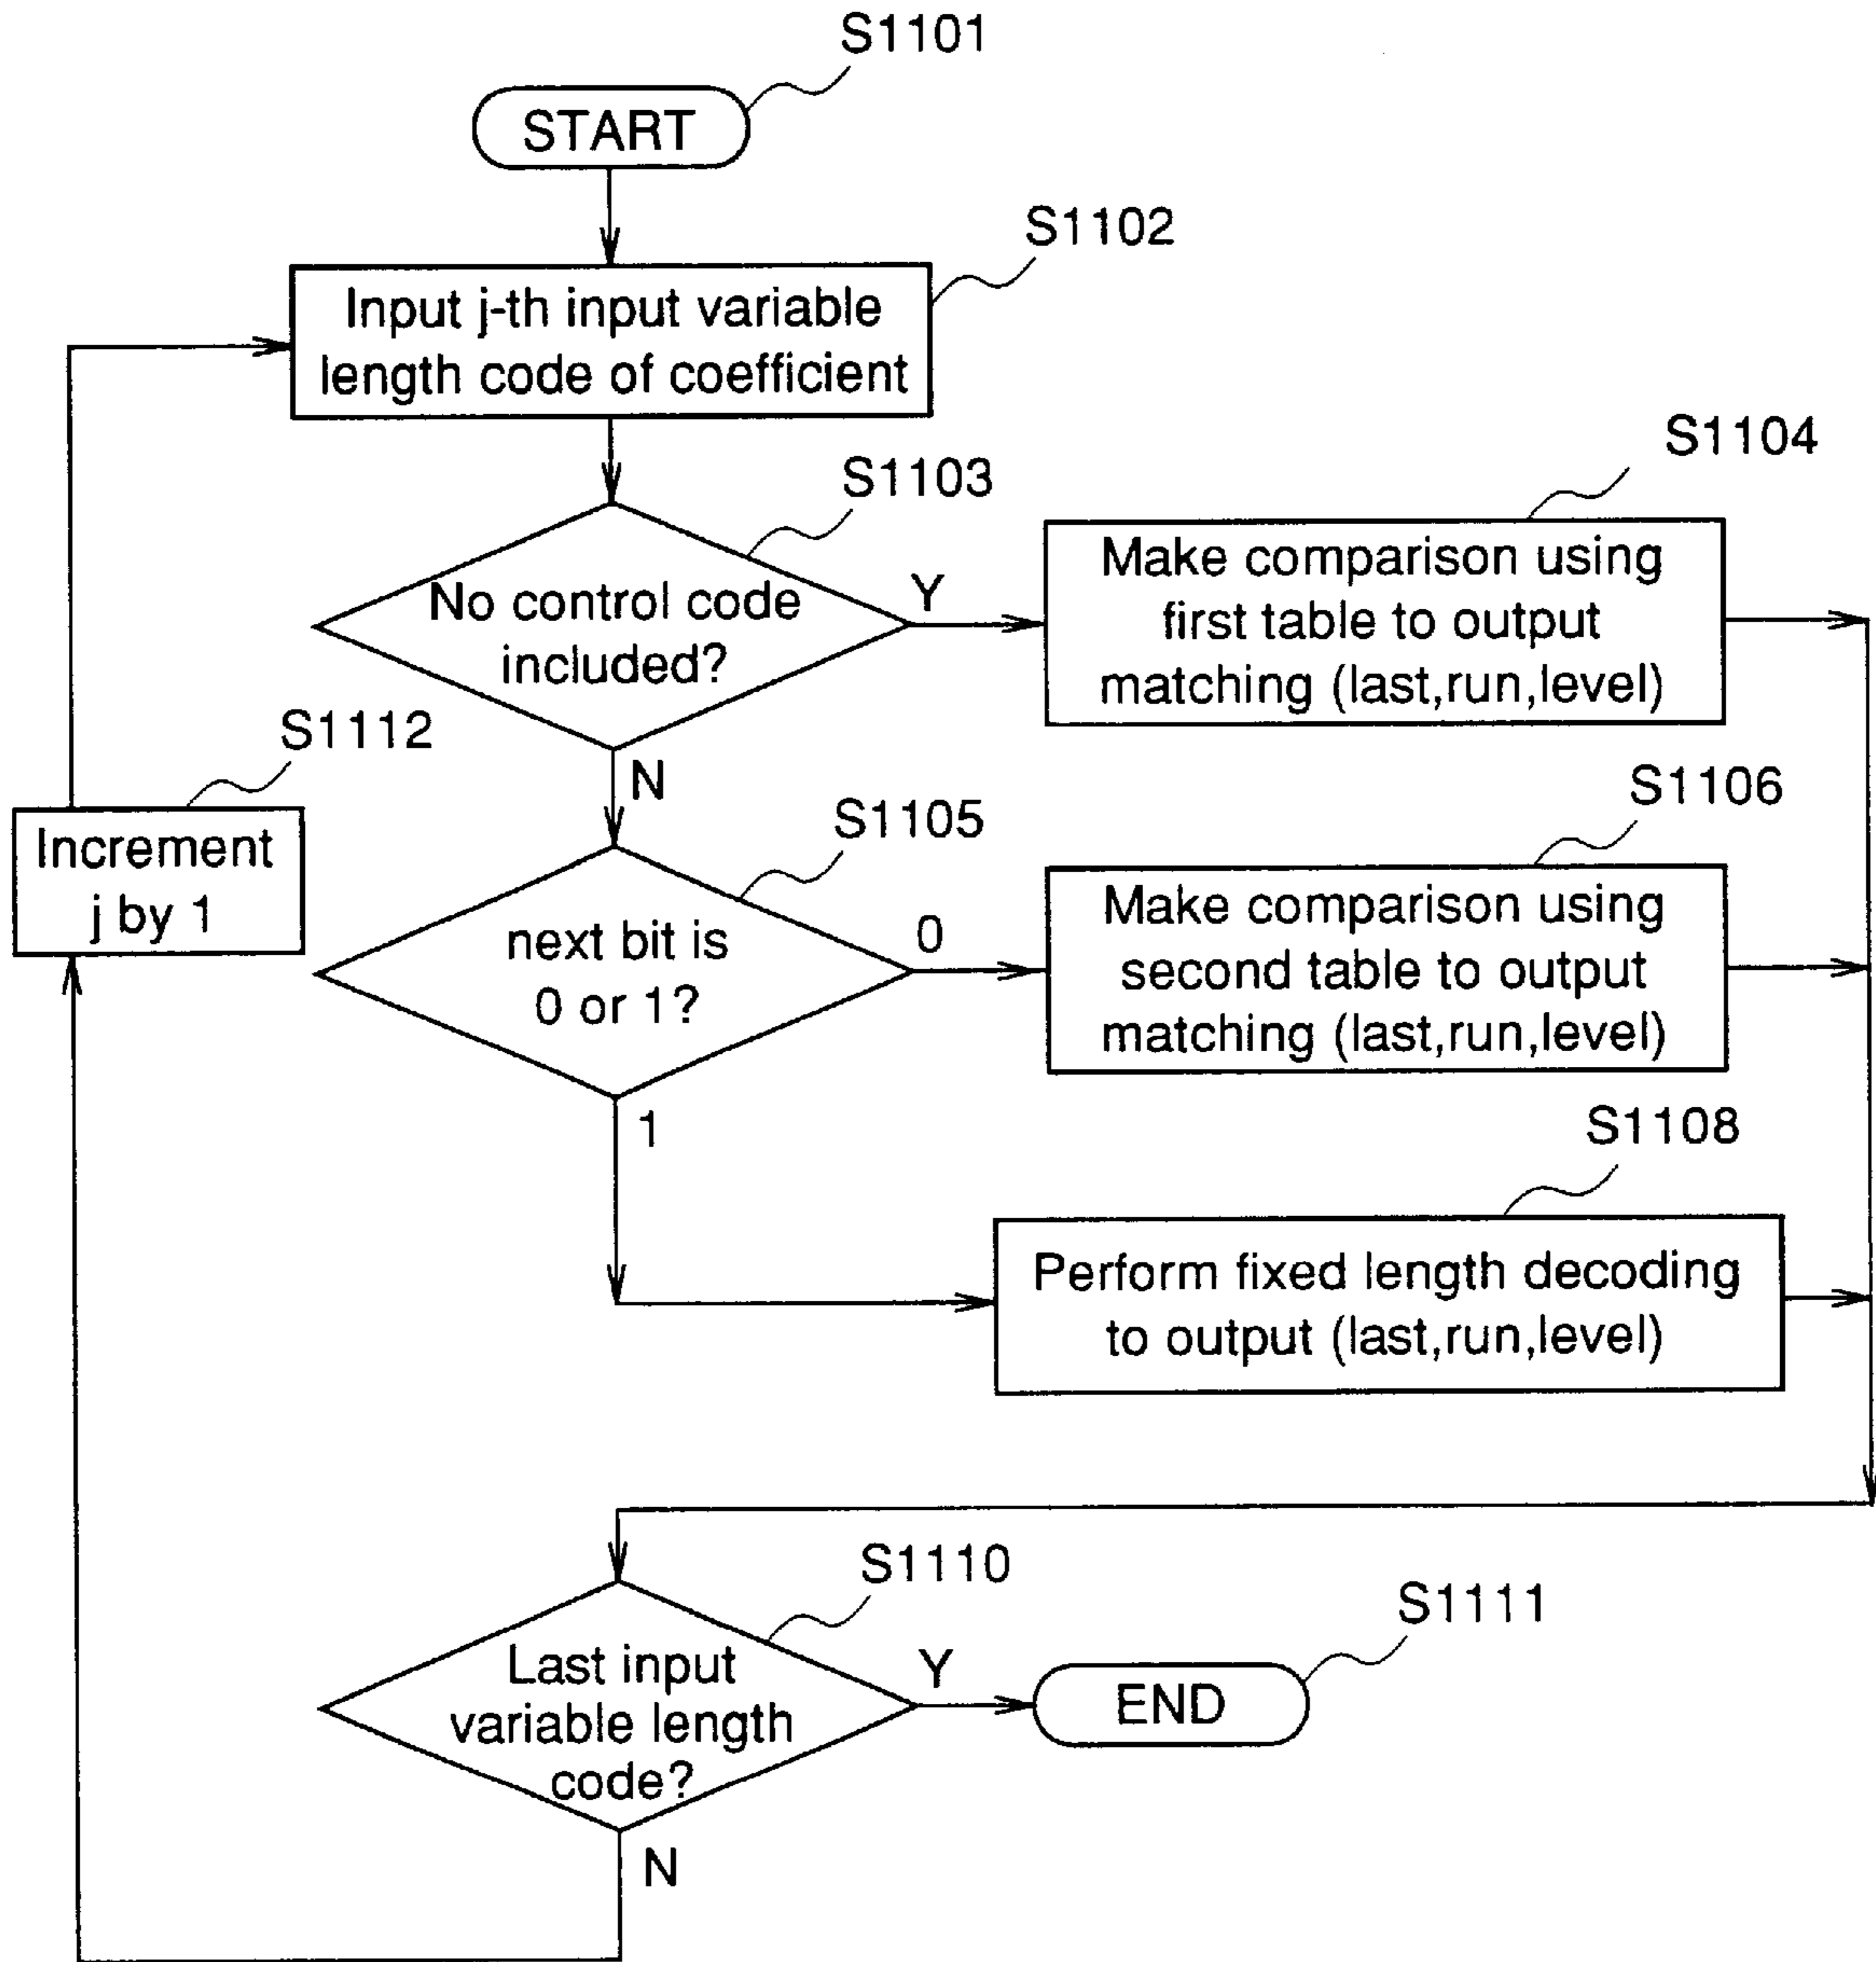 S1101
START
S1102
Input j-th input variable
length code of coefficient
S1103
No control code
included?
Y
N
S1104
Make comparison using
first table to output
matching (last,run,level)
S1112
Increment
j by 1
S1105
next bit is
0 or 1?
0
1
S1106
Make comparison using
second table to output
matching (last,run,level)
S1108
Perform fixed length decoding
to output (last,run,level)
S1110
Last input
variable length
code?
Y
N
S1111
END